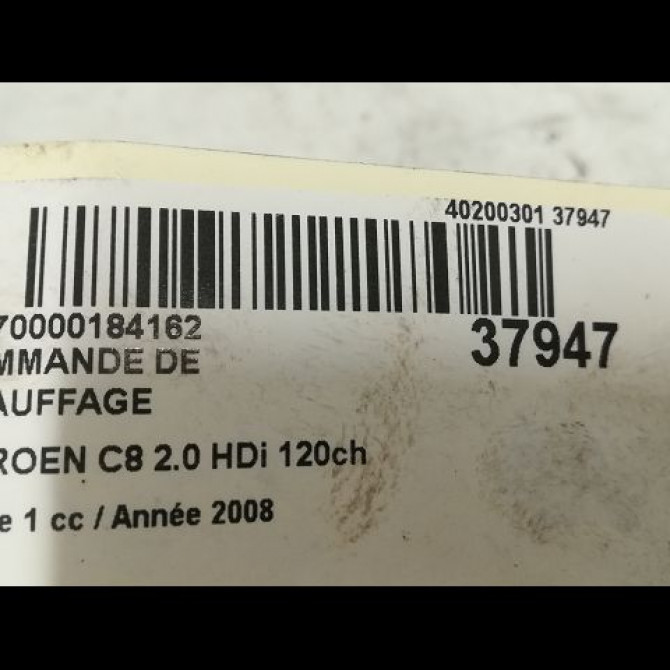 40200301 37947
70000184162
37947
MMANDE DE
AUFFAGE
ROEN C8 2.0 HDi 120ch
e 1 cc / Année 2008